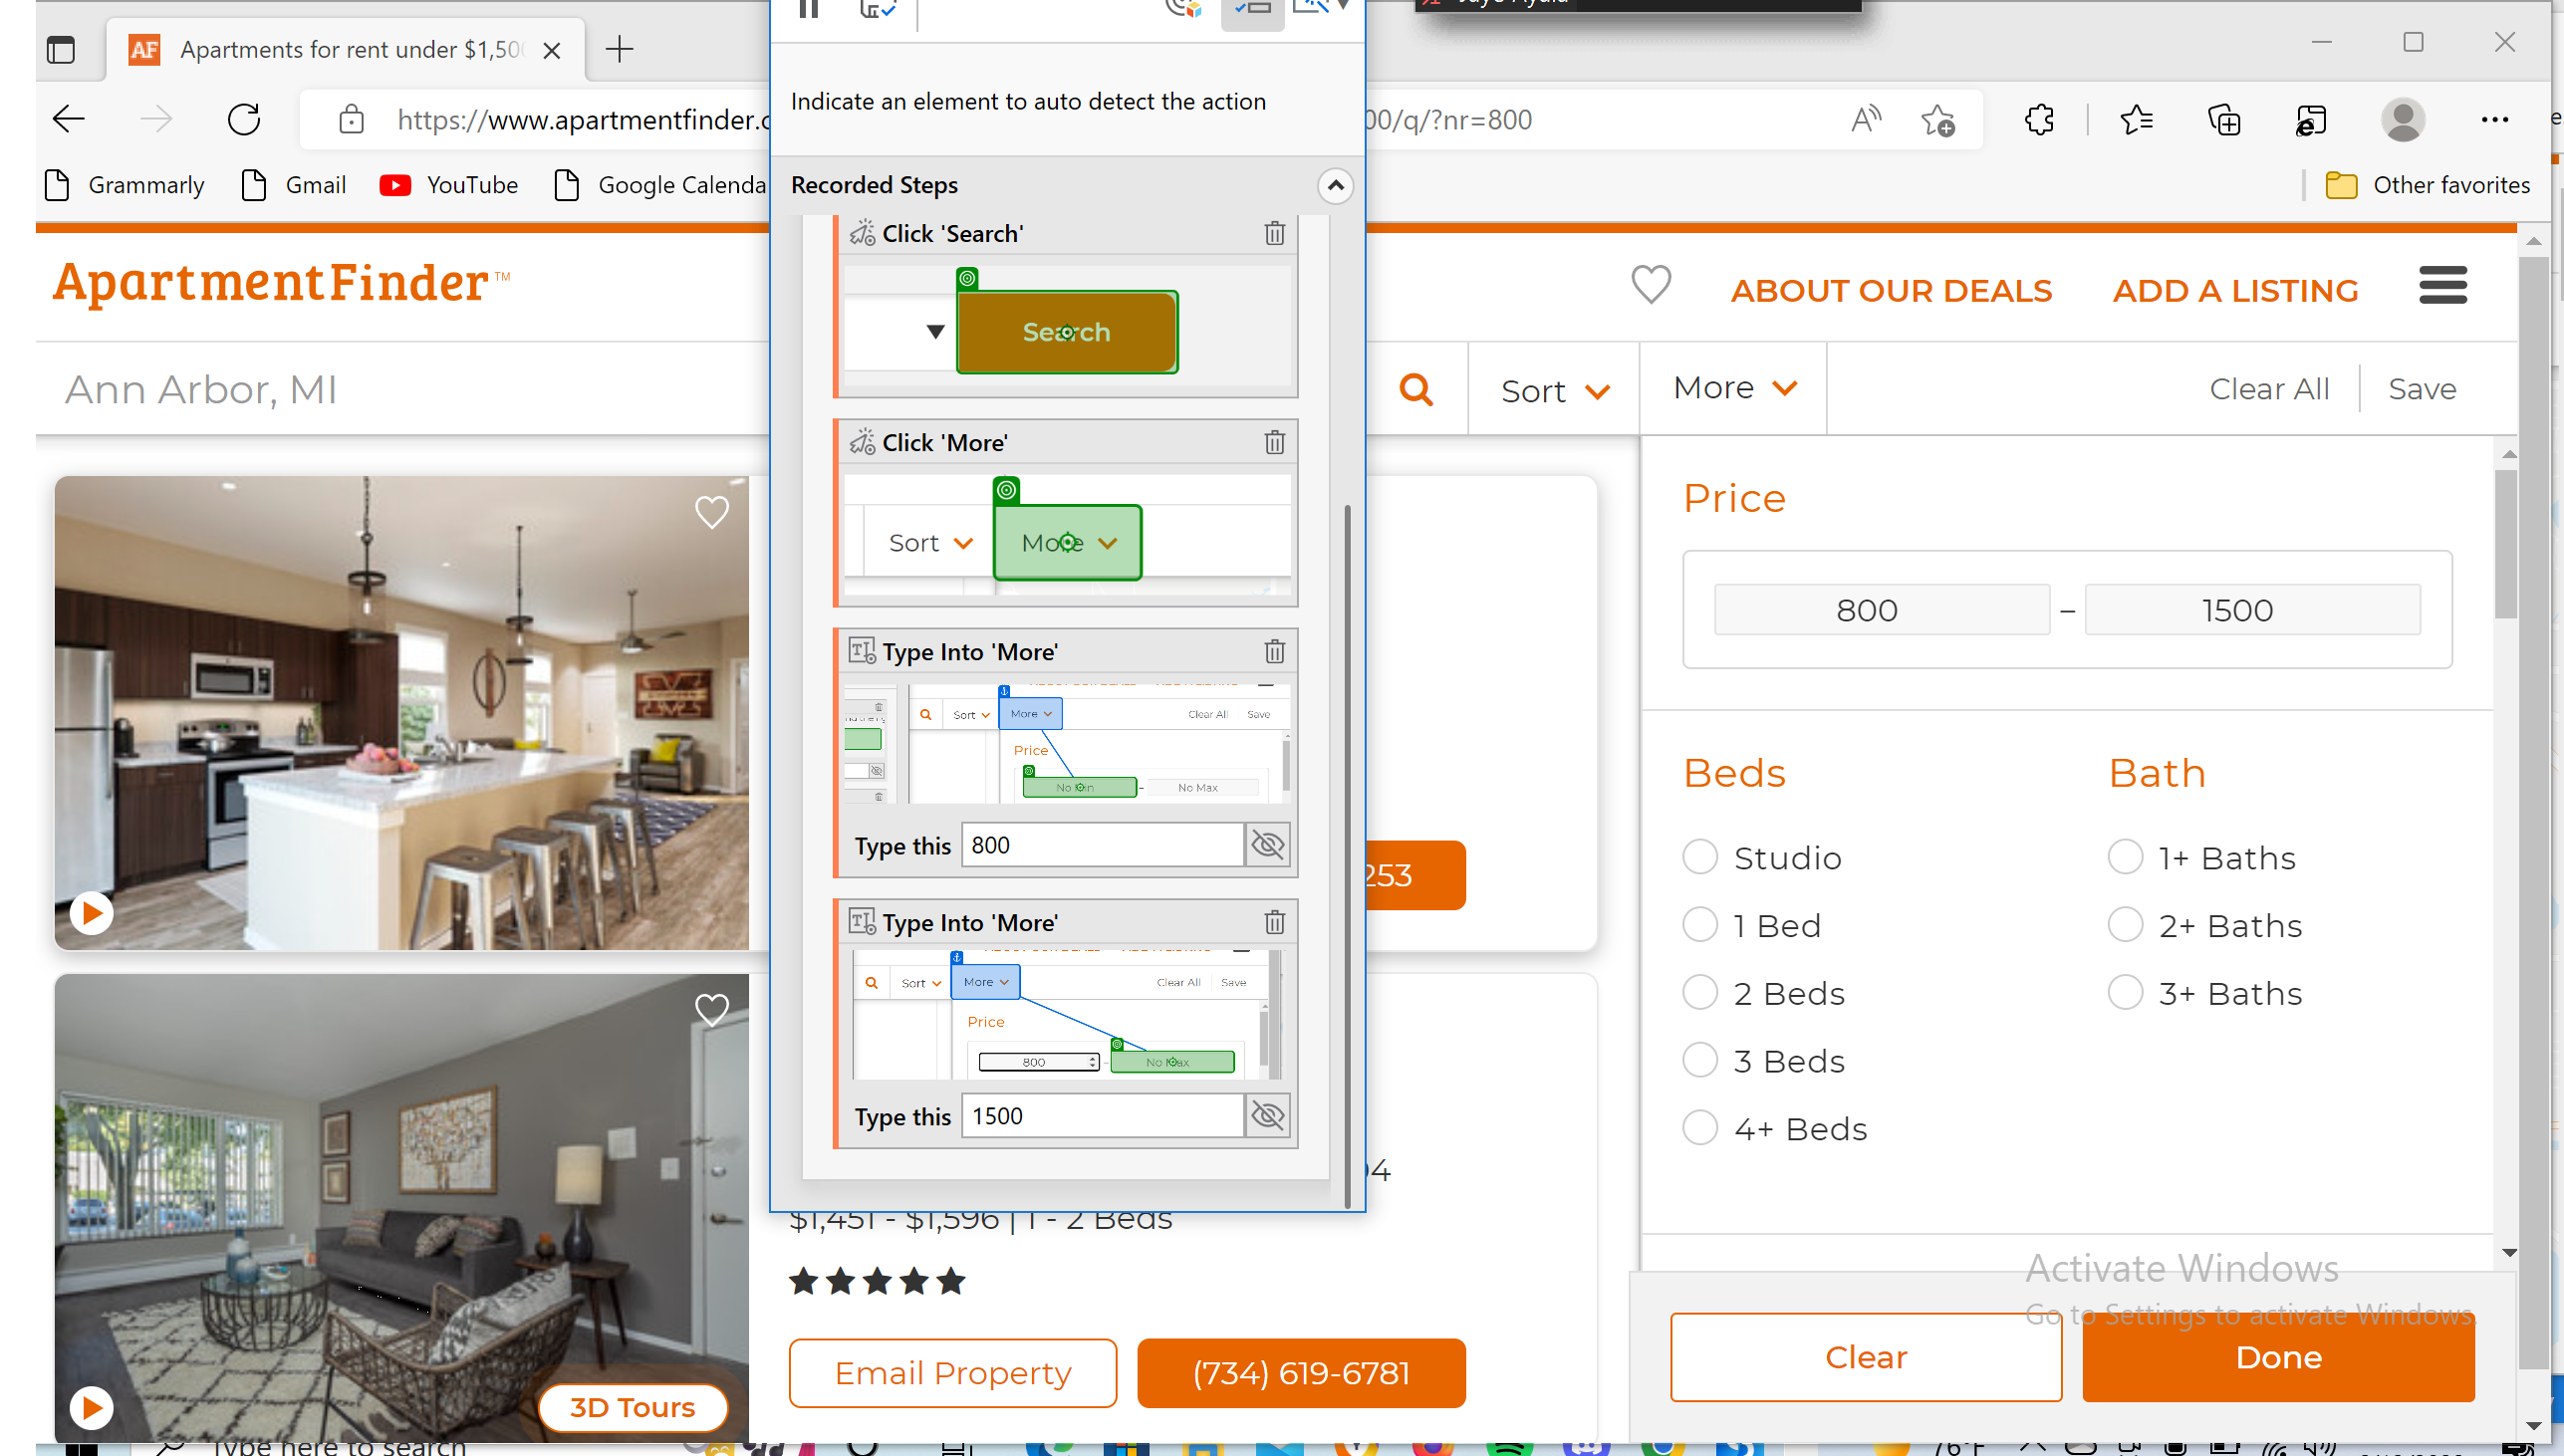 Apartments for rent under $1,50
Indicate an element to auto detect the action
https://www.apartmentfinder.c
00/q/?nr=800
Grammarly
Gmail
YouTube
Google Calenda
Other favorites
Recorded Steps
Click 'Search'
Search
ApartmentFinder™
ABOUT OUR DEALS
ADD A LISTING
Ann Arbor, MI
Sort
More
Clear All
Save
Click 'More'
Sort
More
Price
800 – 1500
Type Into 'More'
Sort
More
Clear All
Save
Price
No Min - No Max
Type this 800
Beds
Bath
Studio
1+ Baths
1 Bed
2+ Baths
2 Beds
3+ Baths
3 Beds
4+ Beds
253
Type Into 'More'
Sort
More
Clear All
Save
Price
800 - No Max
Type this 1500
$1,451 - $1,596 | 1 - 2 Beds
Email Property
(734) 619-6781
3D Tours
Activate Windows
Go to Settings to activate Windows.
Clear
Done
Type here to search
76°F